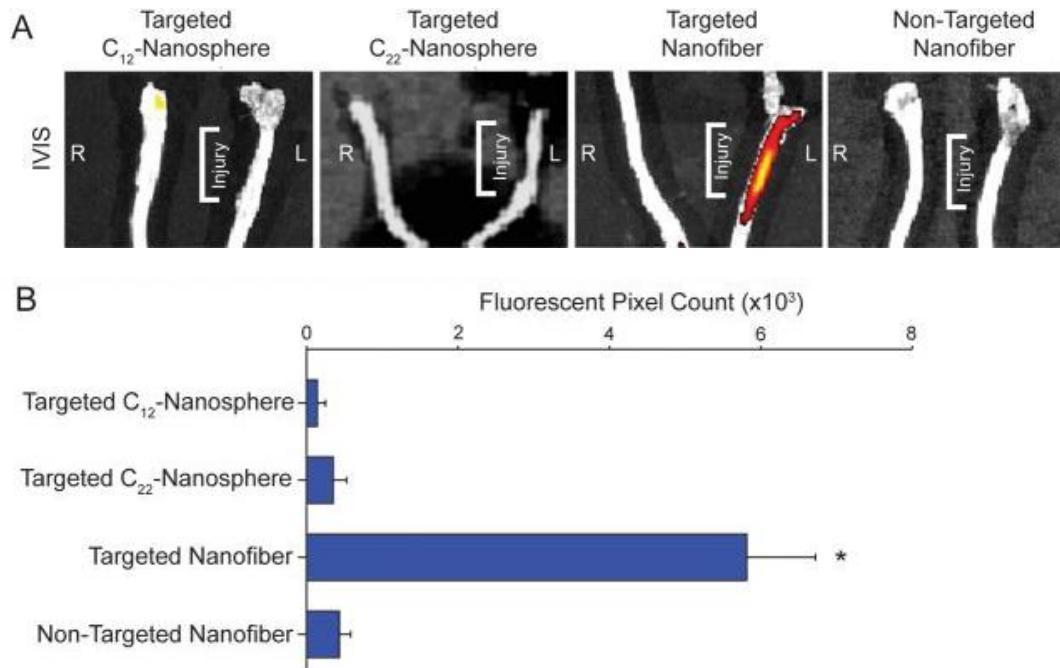 A
Targeted
C₁₂-Nanosphere
Targeted
C₂₂-Nanosphere
Targeted
Nanofiber
Non-Targeted
Nanofiber
IVIS
R
Injury
L
R
Injury
L
R
Injury
L
R
Injury
L
B
Fluorescent Pixel Count (x10³)
0 2 4 6 8
Targeted C₁₂-Nanosphere
Targeted C₂₂-Nanosphere
Targeted Nanofiber *
Non-Targeted Nanofiber